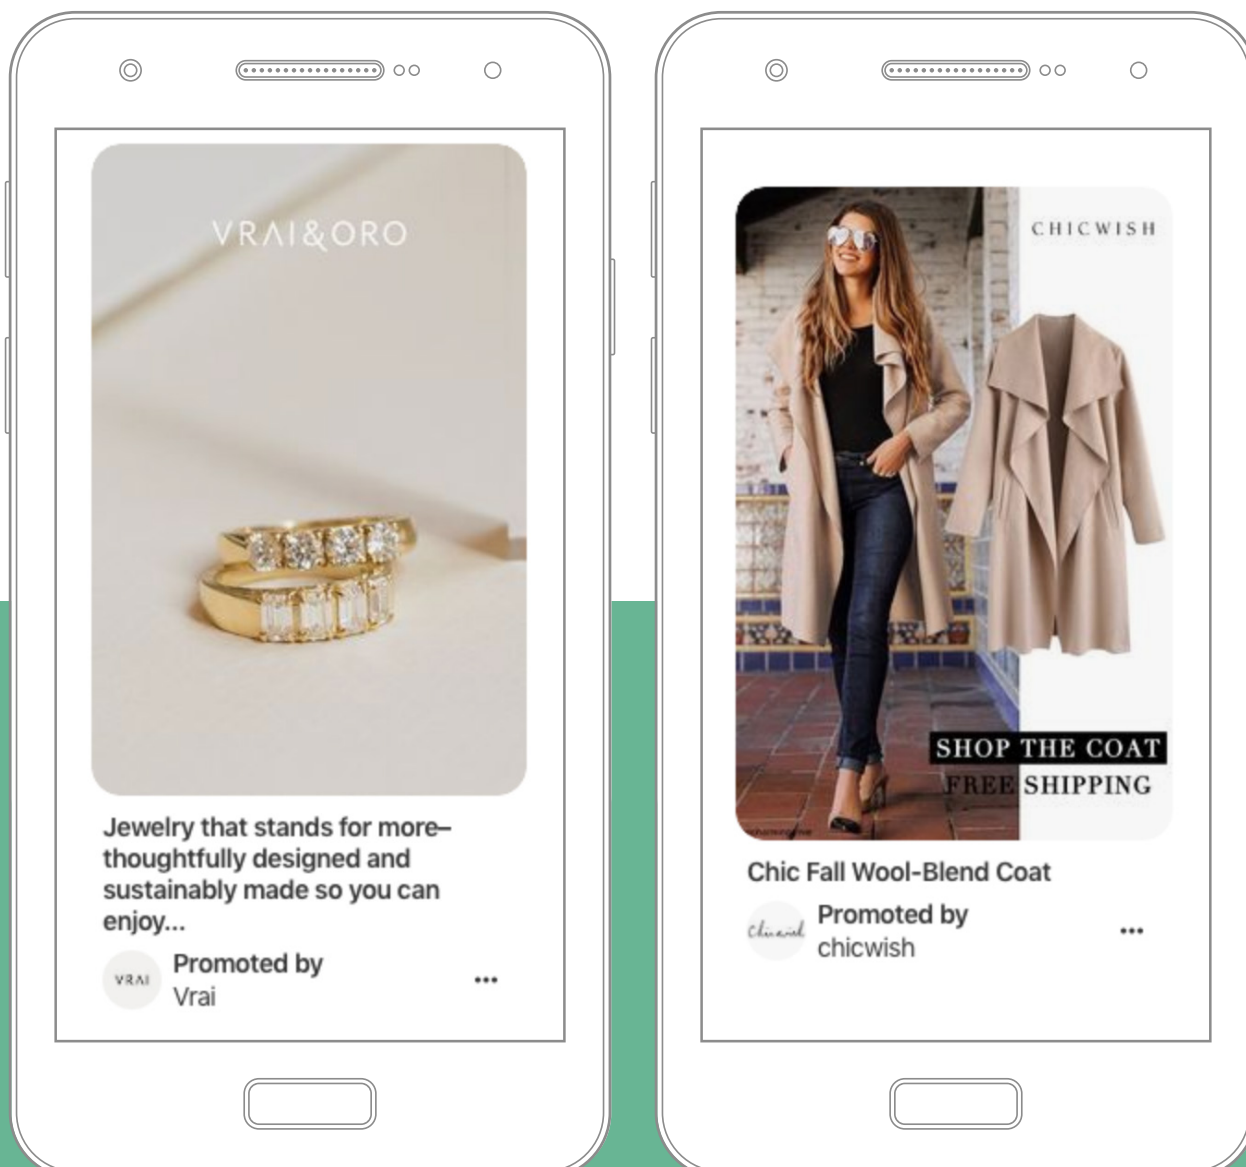 VRAI&ORO
Jewelry that stands for more–
thoughtfully designed and
sustainably made so you can
enjoy...
VRAI
Promoted by
Vrai
CHICWISH
SHOP THE COAT
FREE SHIPPING
Chic Fall Wool-Blend Coat
Chicwish
Promoted by
chicwish